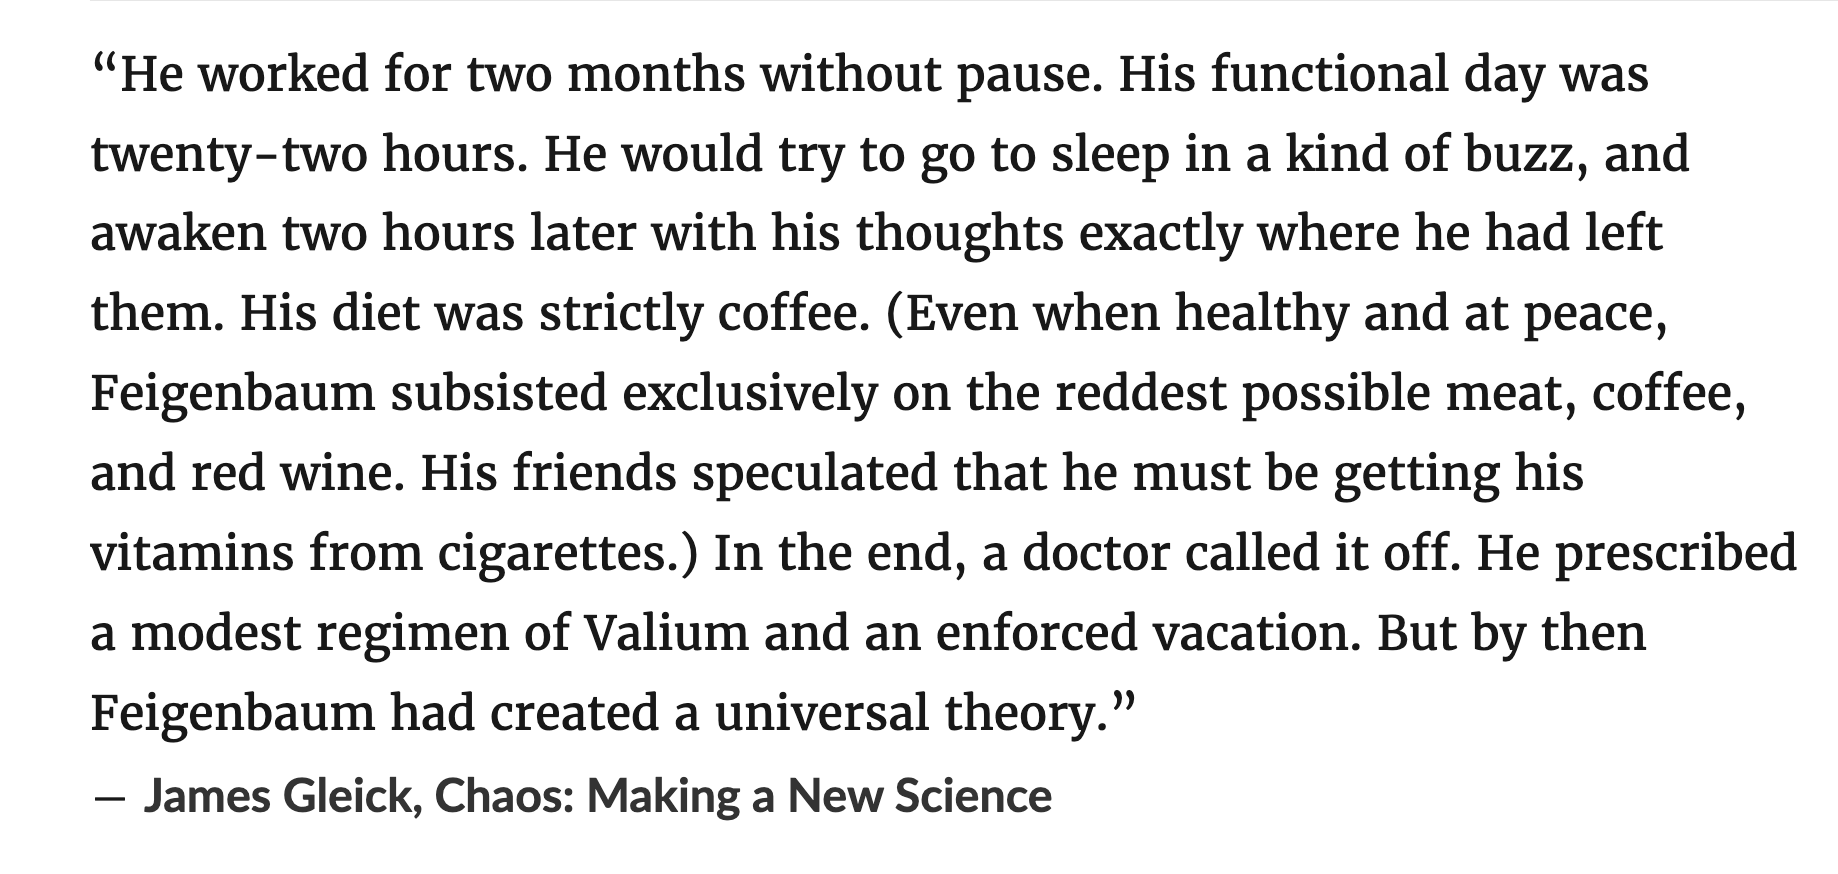 “He worked for two months without pause. His functional day was
twenty-two hours. He would try to go to sleep in a kind of buzz, and
awaken two hours later with his thoughts exactly where he had left
them. His diet was strictly coffee. (Even when healthy and at peace,
Feigenbaum subsisted exclusively on the reddest possible meat, coffee,
and red wine. His friends speculated that he must be getting his
vitamins from cigarettes.) In the end, a doctor called it off. He prescribed
a modest regimen of Valium and an enforced vacation. But by then
Feigenbaum had created a universal theory.”
— James Gleick, Chaos: Making a New Science